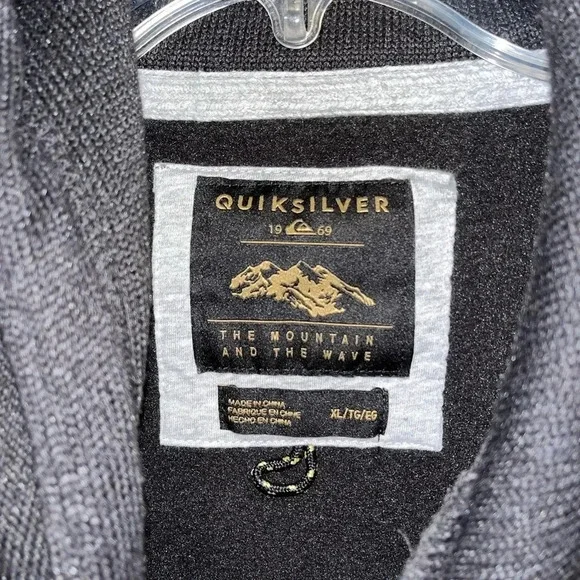 QUIKSILVER
19 69
THE MOUNTAIN
AND THE WAVE
MADE IN CHINA
FABRIQUE EN CHINE
HECHO EN CHINA
XL/TG/EG